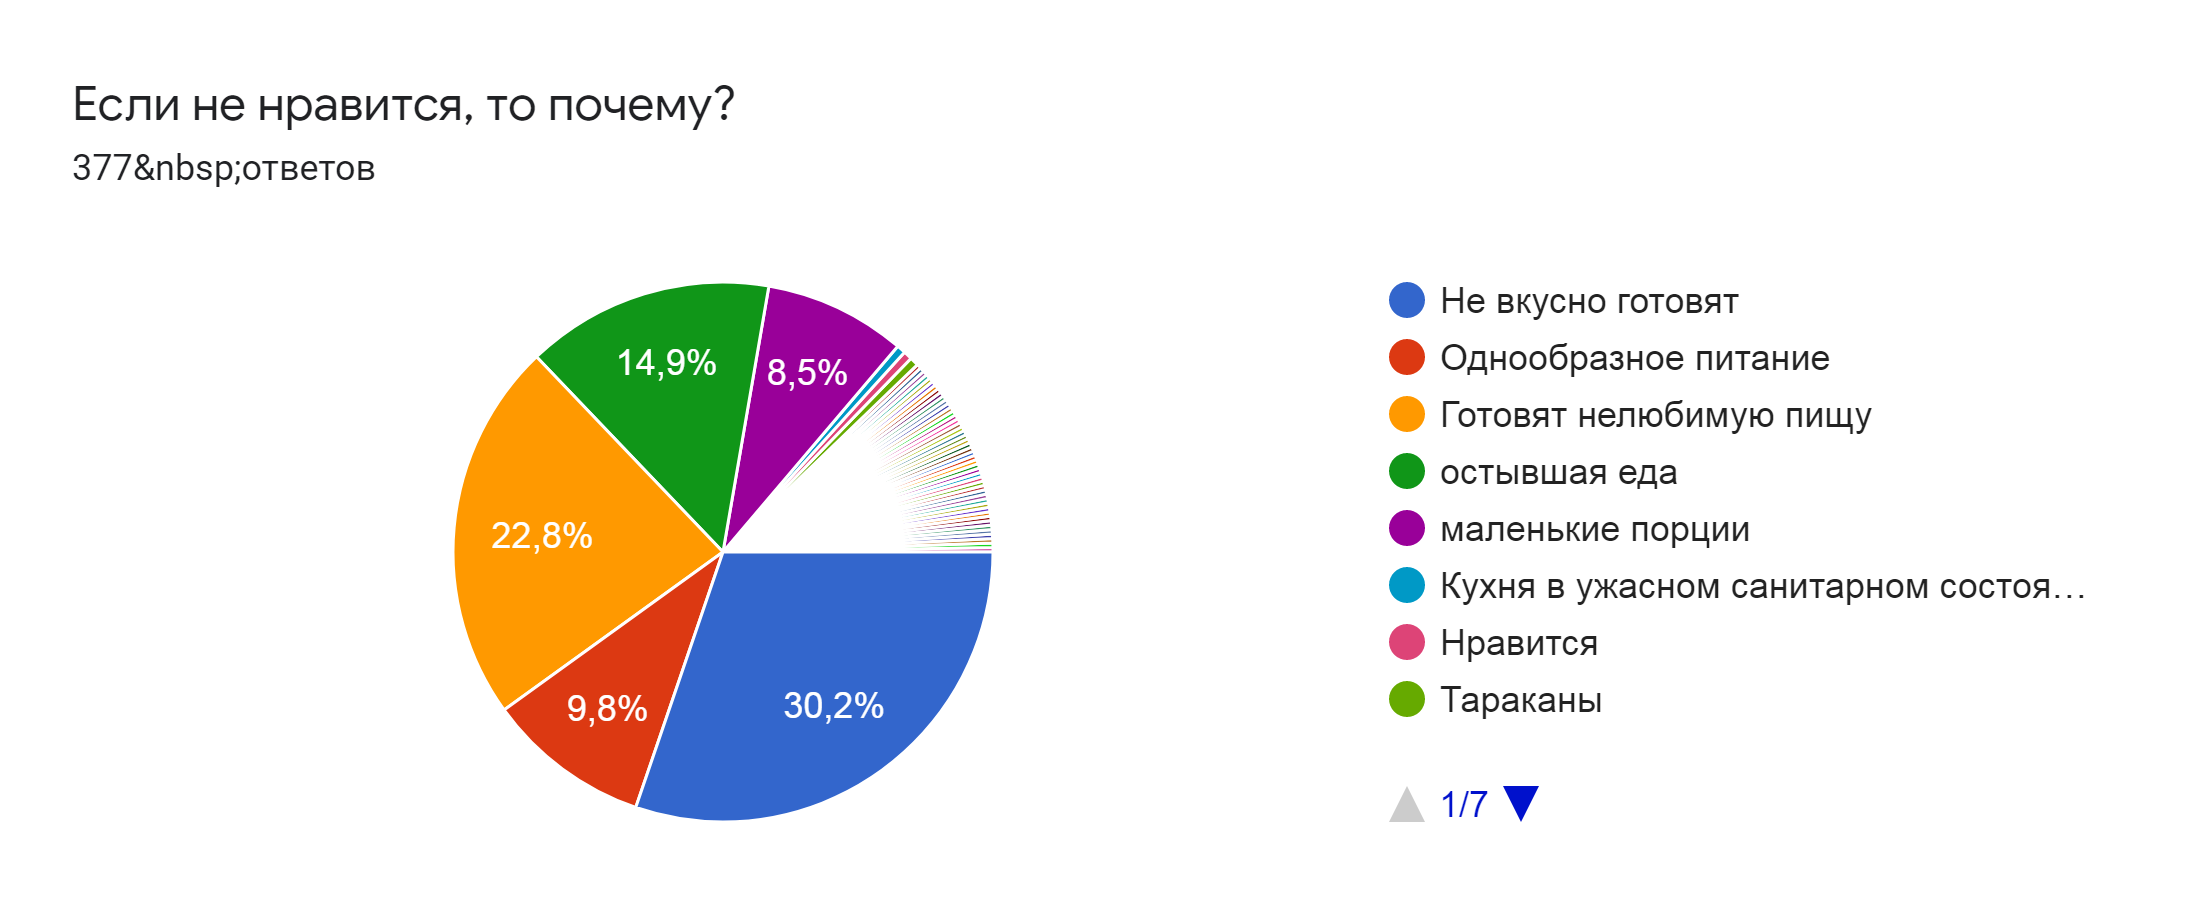 Если не нравится, то почему?
377&nbsp;ответов
14,9%
8,5%
22,8%
9,8%
30,2%
Не вкусно готовят
Однообразное питание
Готовят нелюбимую пищу
остывшая еда
маленькие порции
Кухня в ужасном санитарном состоя…
Нравится
Тараканы
1/7